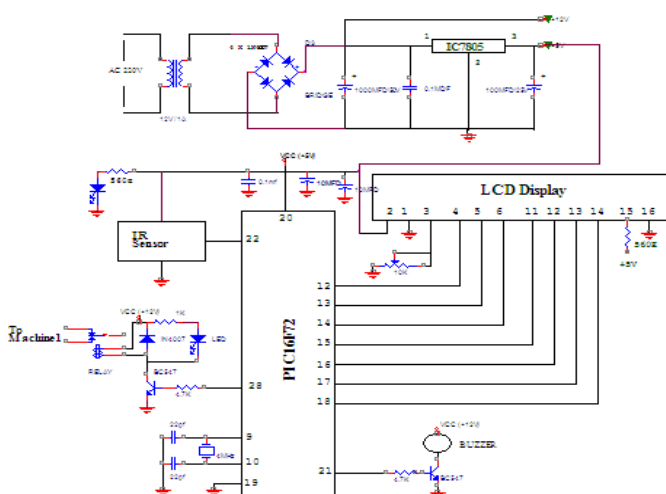 +12V
1
IC7805
3
2
AC 220V
12V/1A
BRIDGE
1000MFD/25V
0.1MDF
VCC (+5V)
560E
0.1mf
10MFD
10MFD
LCD Display
2 1 3 4 5 6 11 12 13 14 15 16
560E
+5V
20
IR
Sensor
22
10K
12
13
14
15
16
17
18
PIC16F72
VCC (+12V)
1K
To
Machine1
IN4007
LED
RELAY
BC547
4.7K
28
22pf
9
4MHz
10
22pf
19
VCC (+12V)
BUZZER
21
4.7K
BC547